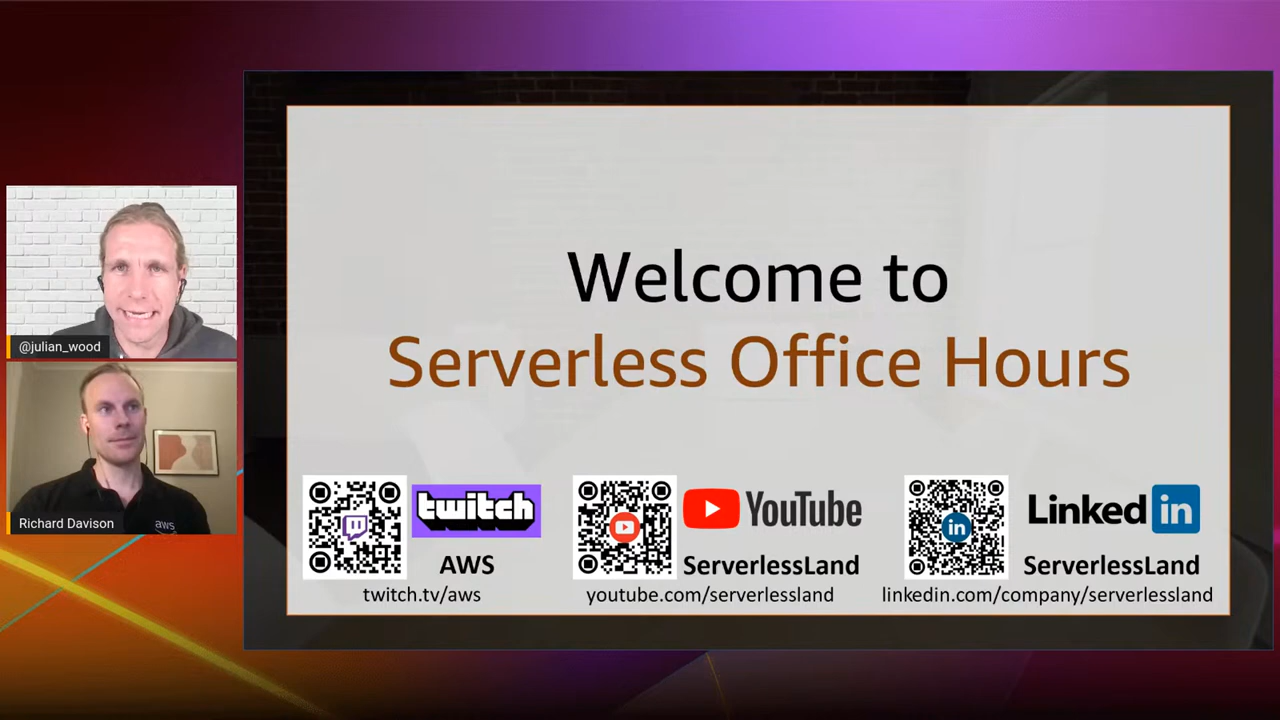 @julian_wood
Richard Davison
aws
Welcome to
Serverless Office Hours
twitch
AWS
twitch.tv/aws
YouTube
ServerlessLand
youtube.com/serverlessland
Linked in
ServerlessLand
linkedin.com/company/serverlessland